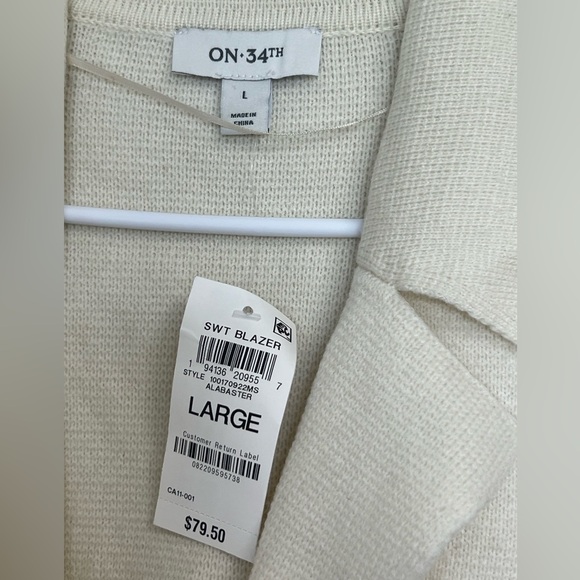 ON·34TH
L
MADE IN
CHINA
SWT BLAZER
1 94136 20955 7
STYLE 100170922MS
ALABASTER
LARGE
Customer Return Label
082209595738
CA11-001
$79.50